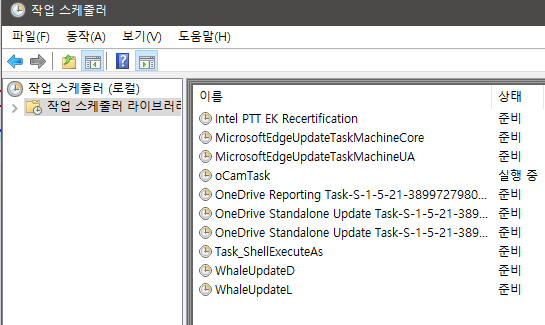 작업 스케줄러
파일(F) 동작(A) 보기(V) 도움말(H)
작업 스케줄러 (로컬)
작업 스케줄러 라이브러리
이름 상태
Intel PTT EK Recertification 준비
MicrosoftEdgeUpdateTaskMachineCore 준비
MicrosoftEdgeUpdateTaskMachineUA 준비
oCamTask 실행 중
OneDrive Reporting Task-S-1-5-21-3899727980... 준비
OneDrive Standalone Update Task-S-1-5-21-389... 준비
OneDrive Standalone Update Task-S-1-5-21-389... 준비
Task_ShellExecuteAs 준비
WhaleUpdateD 준비
WhaleUpdateL 준비